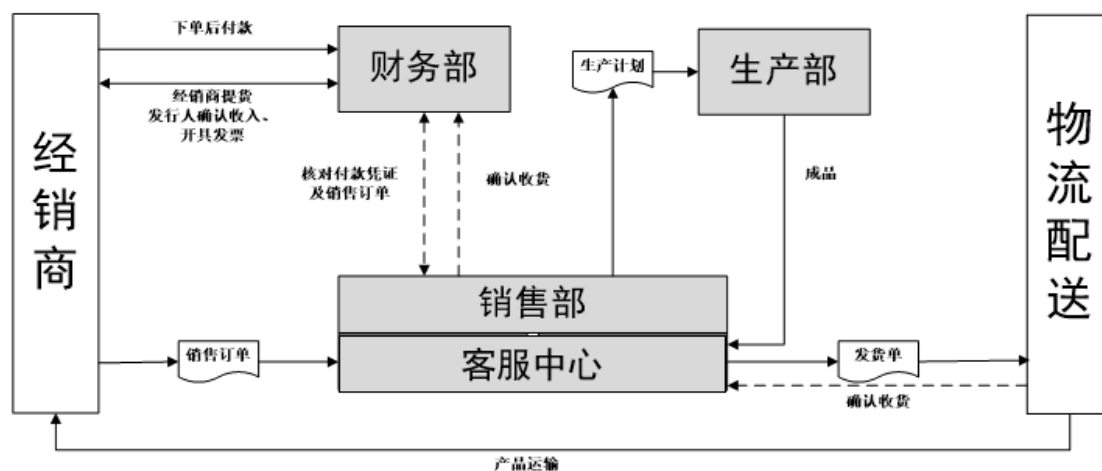 下单后付款
财务部
生产计划
生产部
经销商提货
发行人确认收入、
开具发票
经销商
物流配送
核对付款凭证
及销售订单
确认收货
成品
销售部
销售订单
客服中心
发货单
确认收货
产品运输